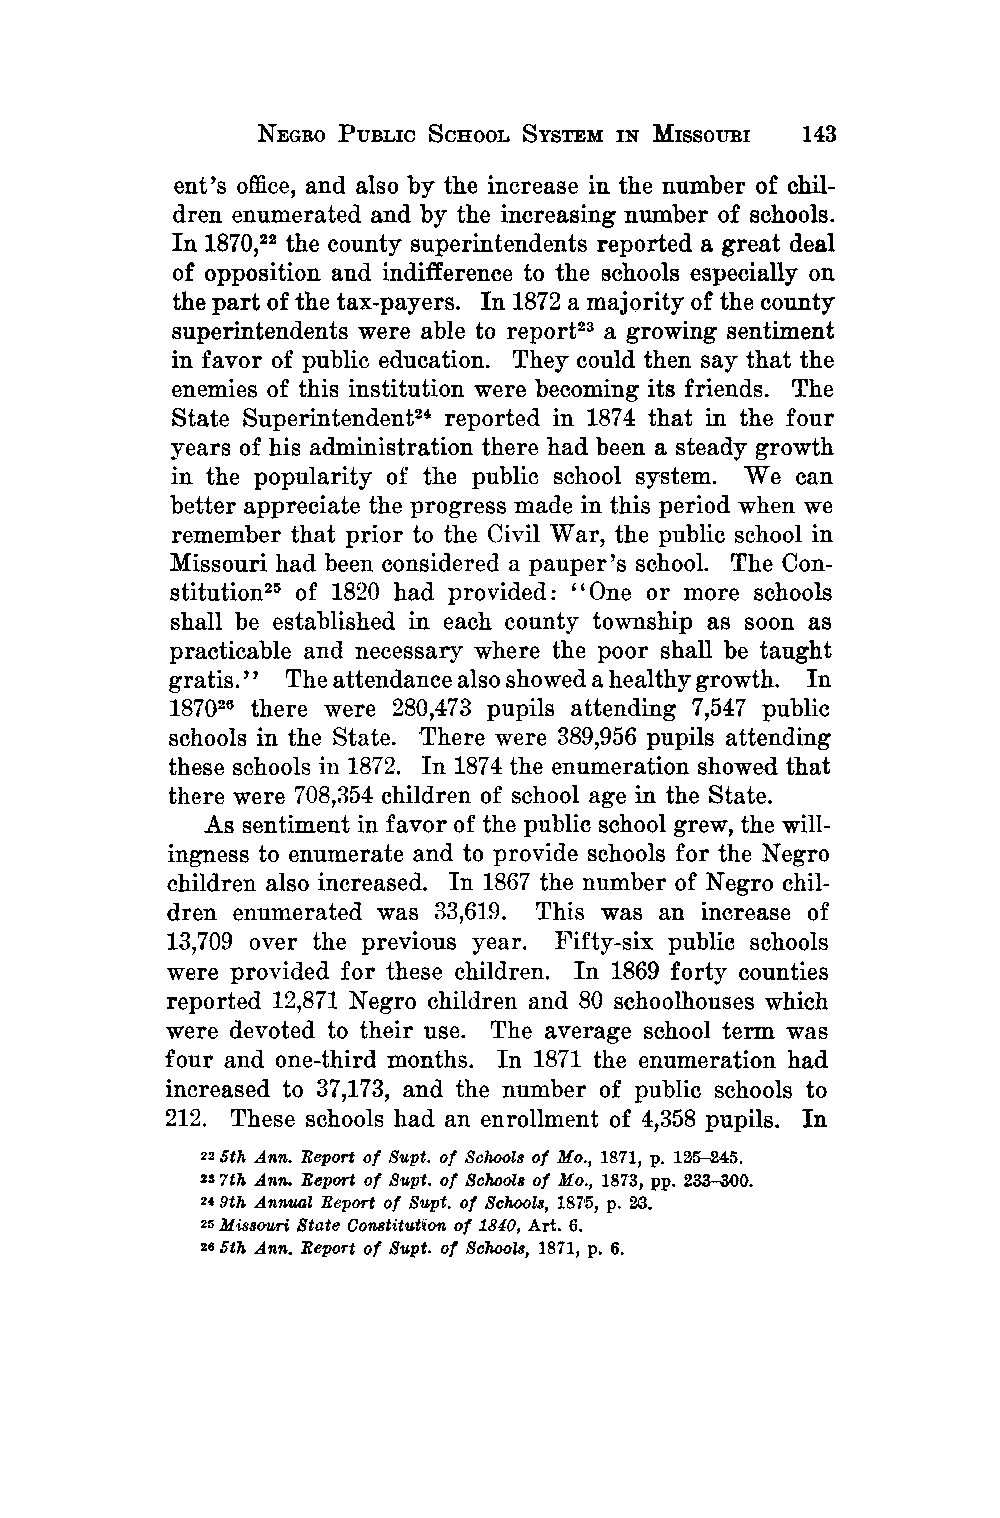 NEGRO PUBLIC SCHOOL SYSTEM IN MISSOURI 143
ent's office, and also by the increase in the number of chil-
dren enumerated and by the increasing number of schools.
In 1870,²² the county superintendents reported a great deal
of opposition and indifference to the schools especially on
the part of the tax-payers. In 1872 a majority of the county
superintendents were able to report²³ a growing sentiment
in favor of public education. They could then say that the
enemies of this institution were becoming its friends. The
State Superintendent²⁴ reported in 1874 that in the four
years of his administration there had been a steady growth
in the popularity of the public school system. We can
better appreciate the progress made in this period when we
remember that prior to the Civil War, the public school in
Missouri had been considered a pauper's school. The Con-
stitution²⁵ of 1820 had provided: "One or more schools
shall be established in each county township as soon as
practicable and necessary where the poor shall be taught
gratis." The attendance also showed a healthy growth. In
1870²⁶ there were 280,473 pupils attending 7,547 public
schools in the State. There were 389,956 pupils attending
these schools in 1872. In 1874 the enumeration showed that
there were 708,354 children of school age in the State.
As sentiment in favor of the public school grew, the will-
ingness to enumerate and to provide schools for the Negro
children also increased. In 1867 the number of Negro chil-
dren enumerated was 33,619. This was an increase of
13,709 over the previous year. Fifty-six public schools
were provided for these children. In 1869 forty counties
reported 12,871 Negro children and 80 schoolhouses which
were devoted to their use. The average school term was
four and one-third months. In 1871 the enumeration had
increased to 37,173, and the number of public schools to
212. These schools had an enrollment of 4,358 pupils. In
²² 5th Ann. Report of Supt. of Schools of Mo., 1871, p. 125–245.
²³ 7th Ann. Report of Supt. of Schools of Mo., 1873, pp. 233–300.
²⁴ 9th Annual Report of Supt. of Schools, 1875, p. 23.
²⁵ Missouri State Constitution of 1840, Art. 6.
²⁶ 5th Ann. Report of Supt. of Schools, 1871, p. 6.